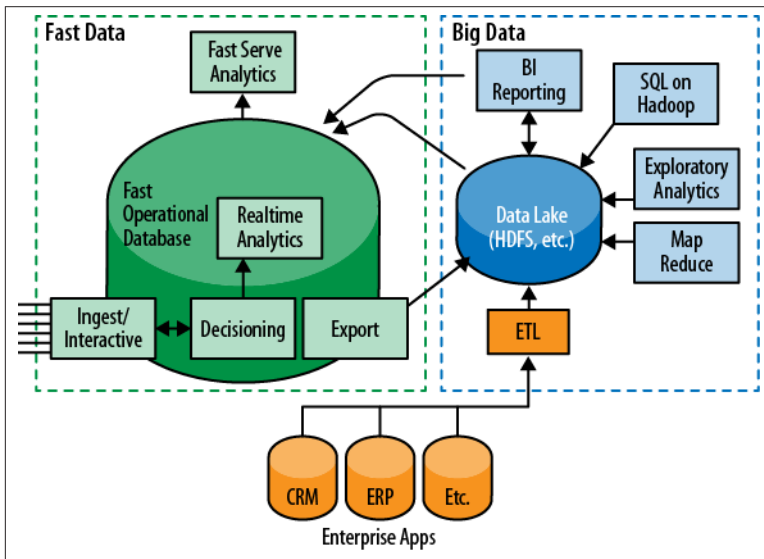 Fast Data
Fast Serve
Analytics
Fast
Operational
Database
Realtime
Analytics
Ingest/
Interactive
Decisioning
Export
Big Data
BI
Reporting
SQL on
Hadoop
Exploratory
Analytics
Data Lake
(HDFS, etc.)
Map
Reduce
ETL
CRM
ERP
Etc.
Enterprise Apps